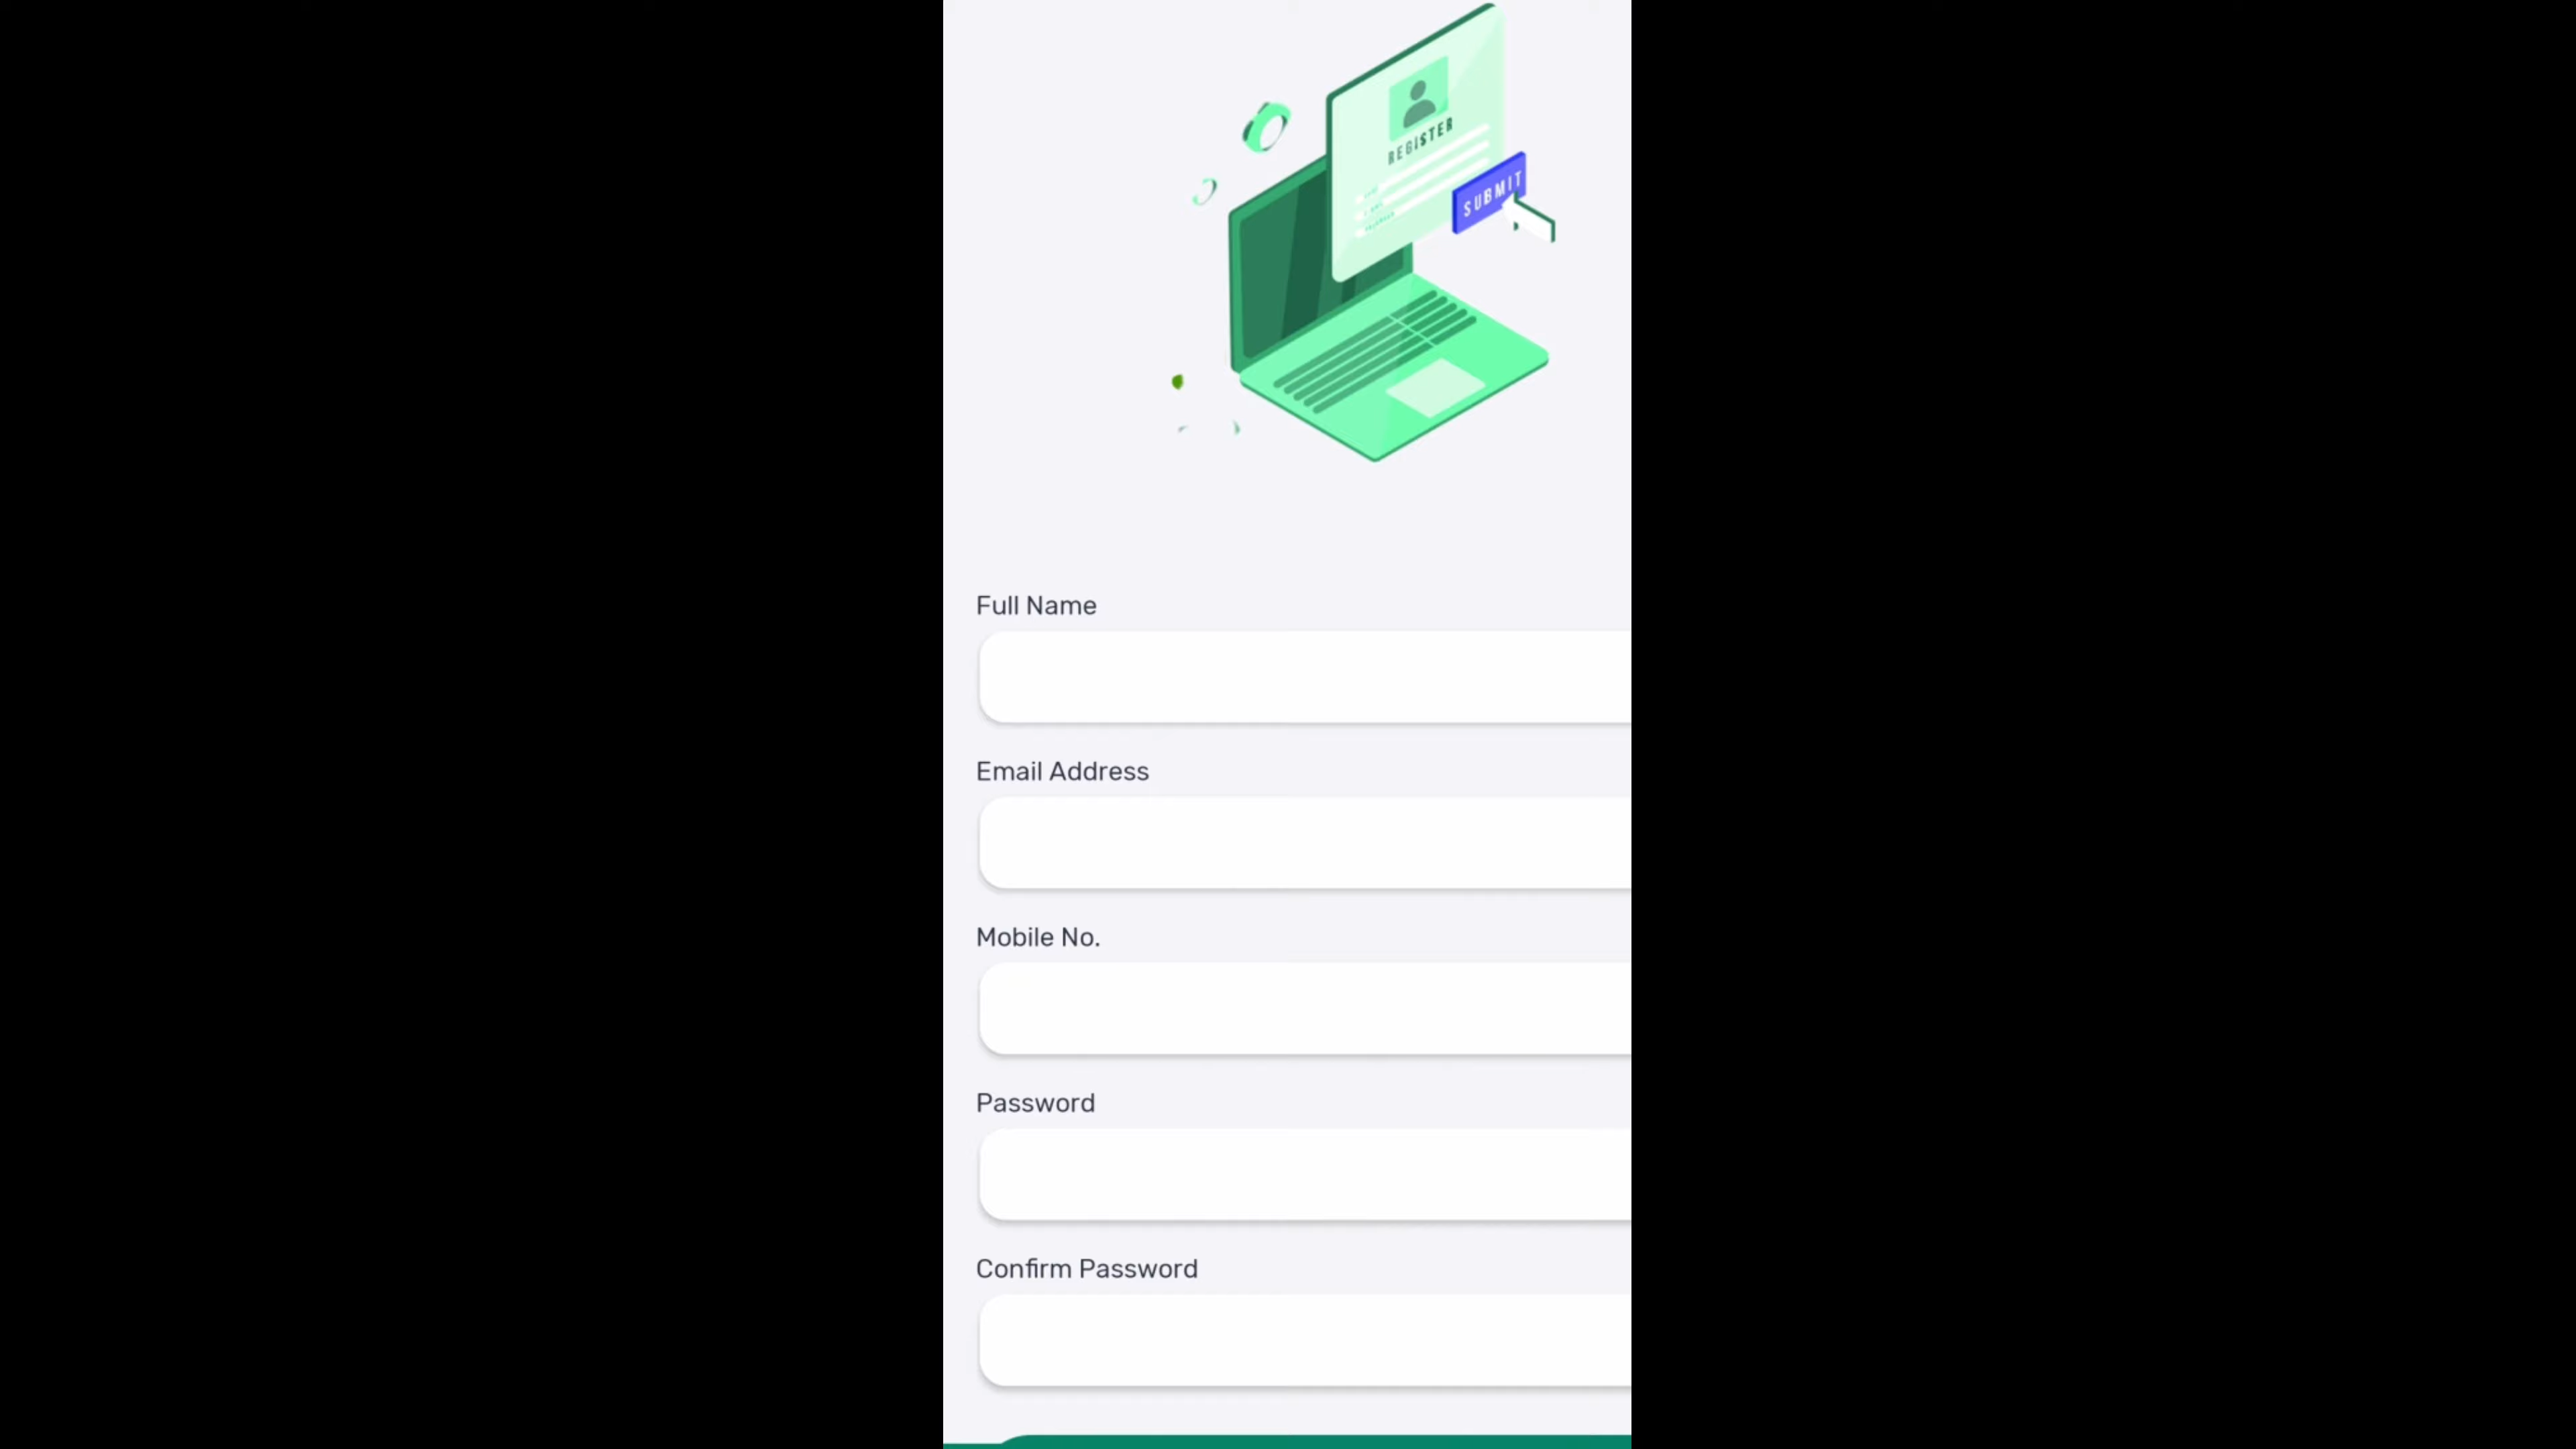 REGISTER
SUBMIT
Full Name
Email Address
Mobile No.
Password
Confirm Password